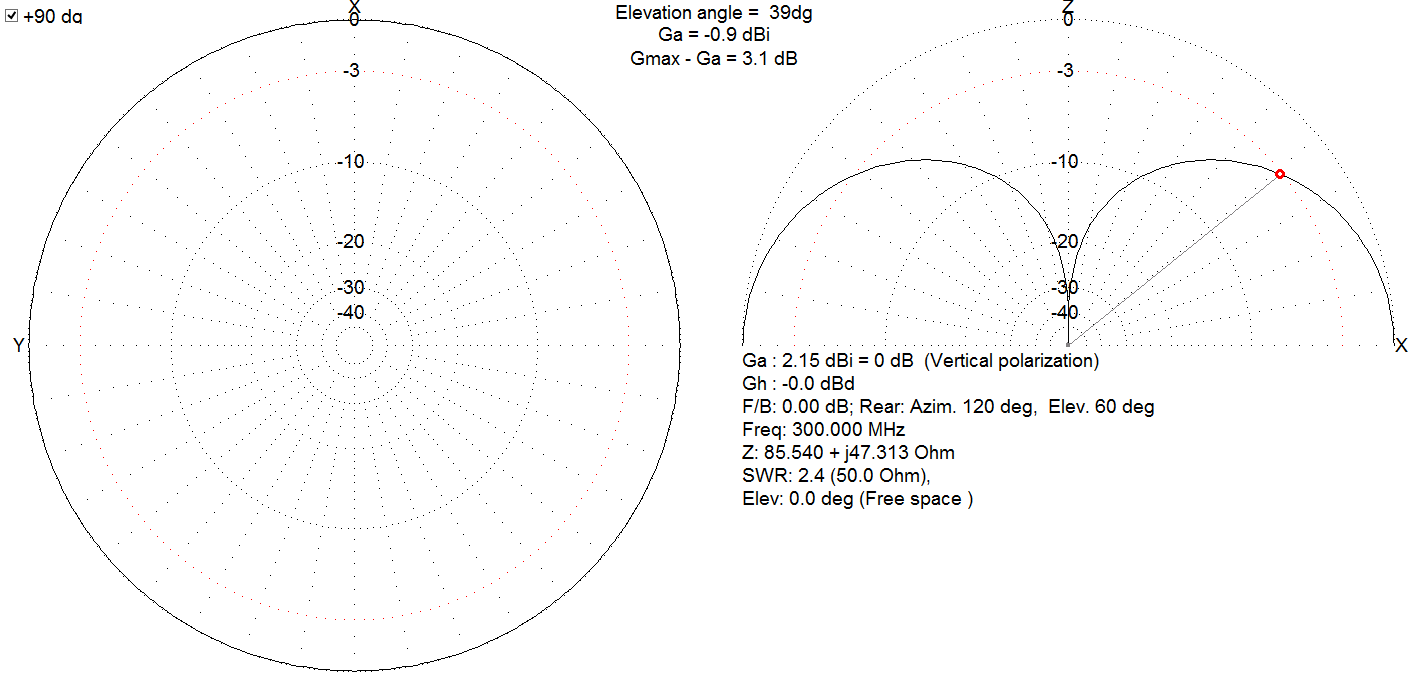 +90 dg
X
0
-3
-10
-20
-30
-40
Y
Elevation angle = 39dg
Ga = -0.9 dBi
Gmax - Ga = 3.1 dB
Z
0
-3
-10
-20
-30
-40
X
Ga : 2.15 dBi = 0 dB (Vertical polarization)
Gh : -0.0 dBd
F/B: 0.00 dB; Rear: Azim. 120 deg, Elev. 60 deg
Freq: 300.000 MHz
Z: 85.540 + j47.313 Ohm
SWR: 2.4 (50.0 Ohm),
Elev: 0.0 deg (Free space )